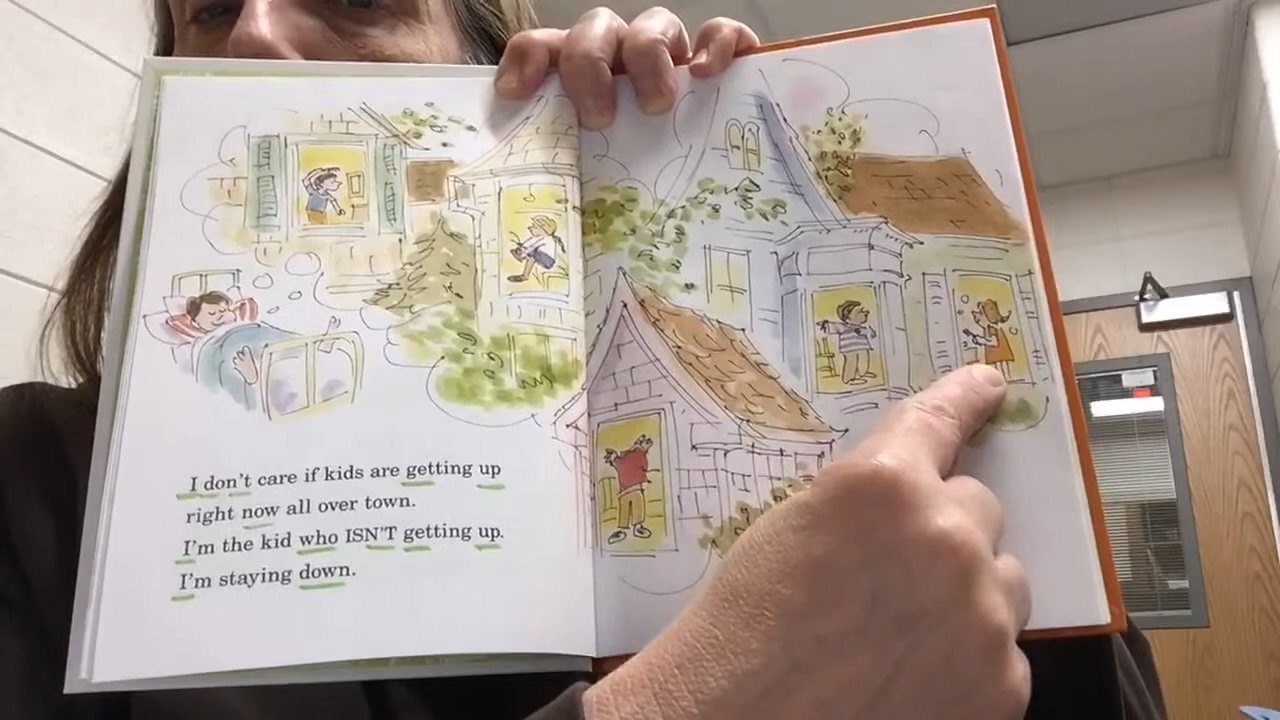 I don't care if kids are getting up
right now all over town.
I'm the kid who ISN'T getting up.
I'm staying down.